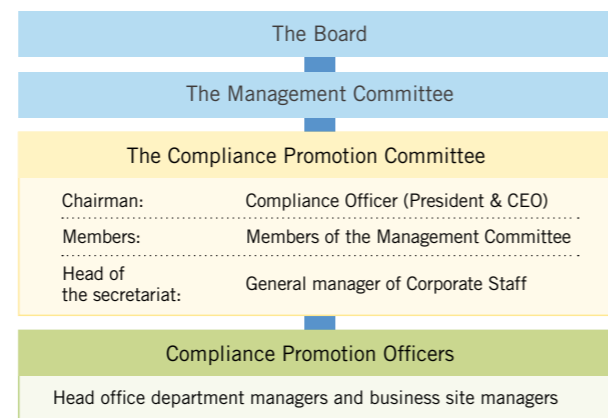 The Board
The Management Committee
The Compliance Promotion Committee
Chairman: Compliance Officer (President & CEO)
Members: Members of the Management Committee
Head of
the secretariat: General manager of Corporate Staff
Compliance Promotion Officers
Head office department managers and business site managers